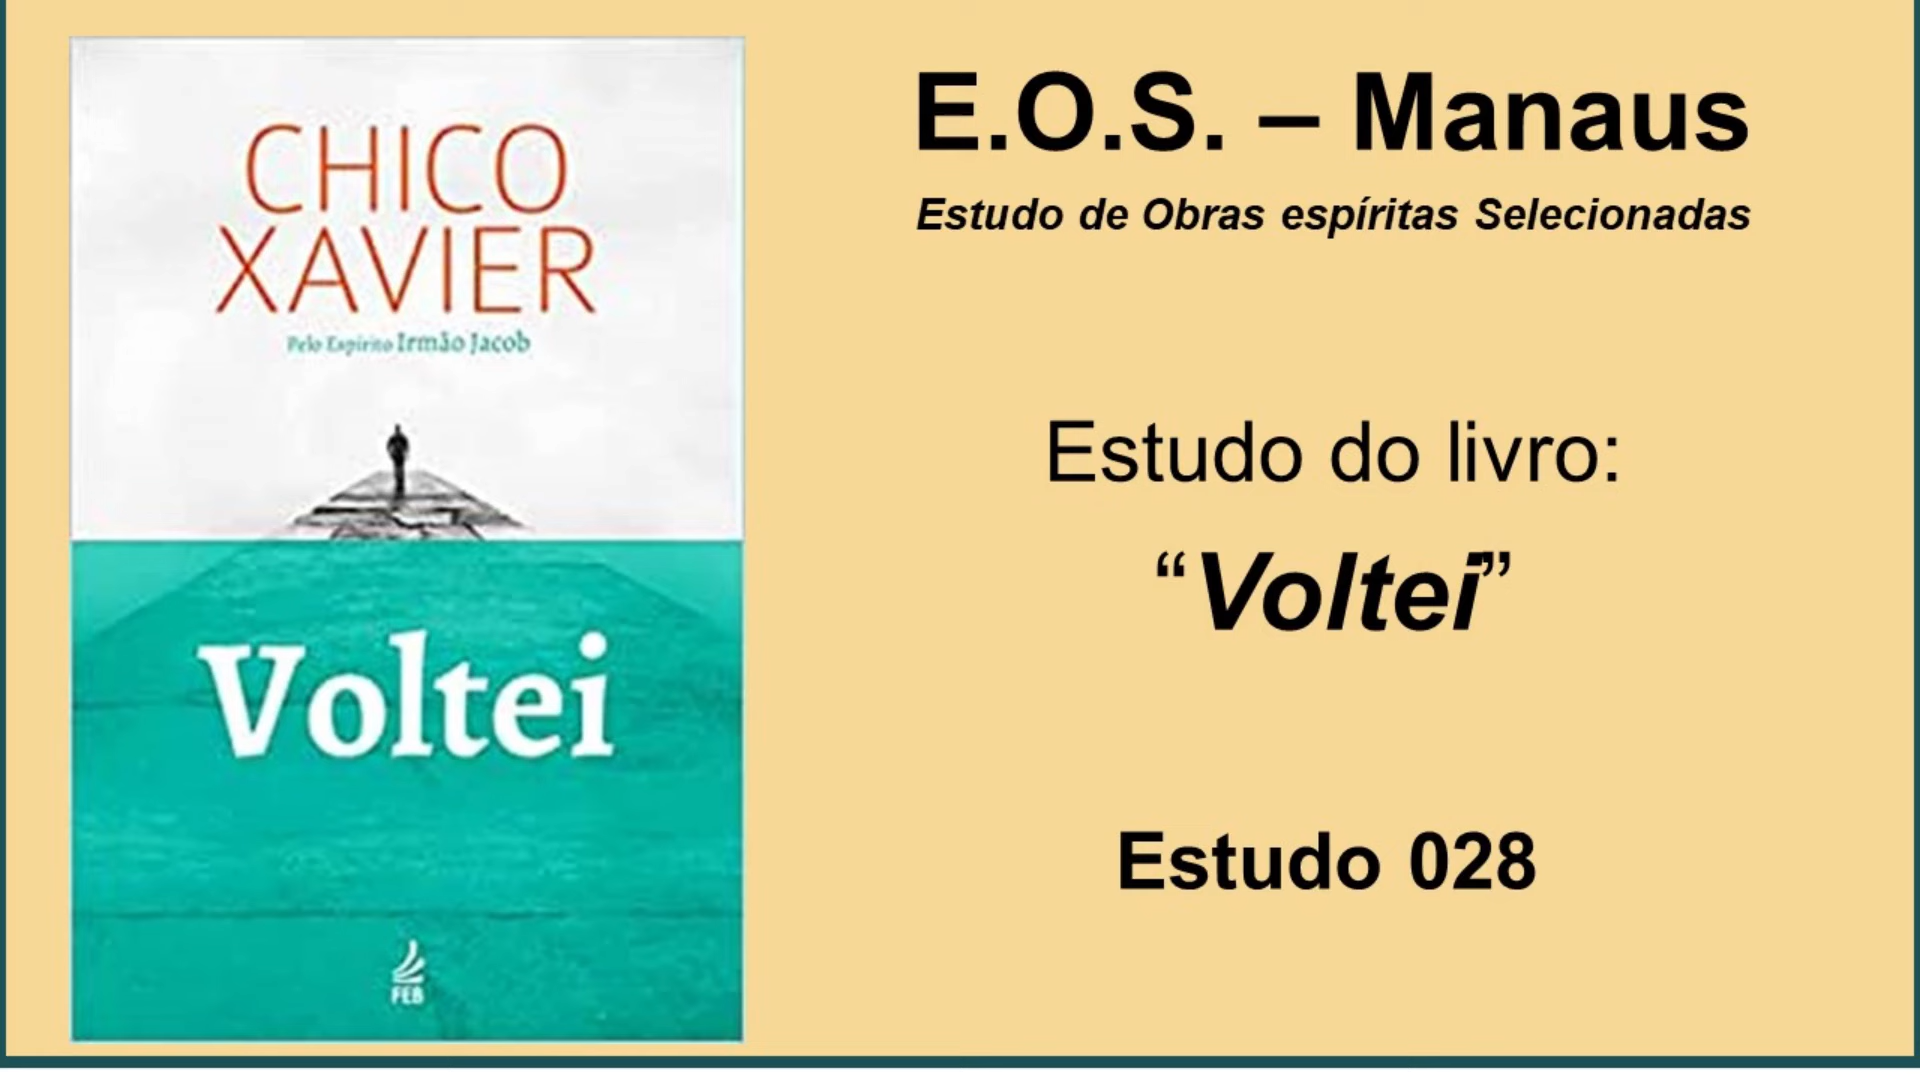 CHICO
XAVIER
Pelo Espírito Irmão Jacob
Voltei
FEB
E.O.S. – Manaus
Estudo de Obras espíritas Selecionadas
Estudo do livro:
“Voltei”
Estudo 028